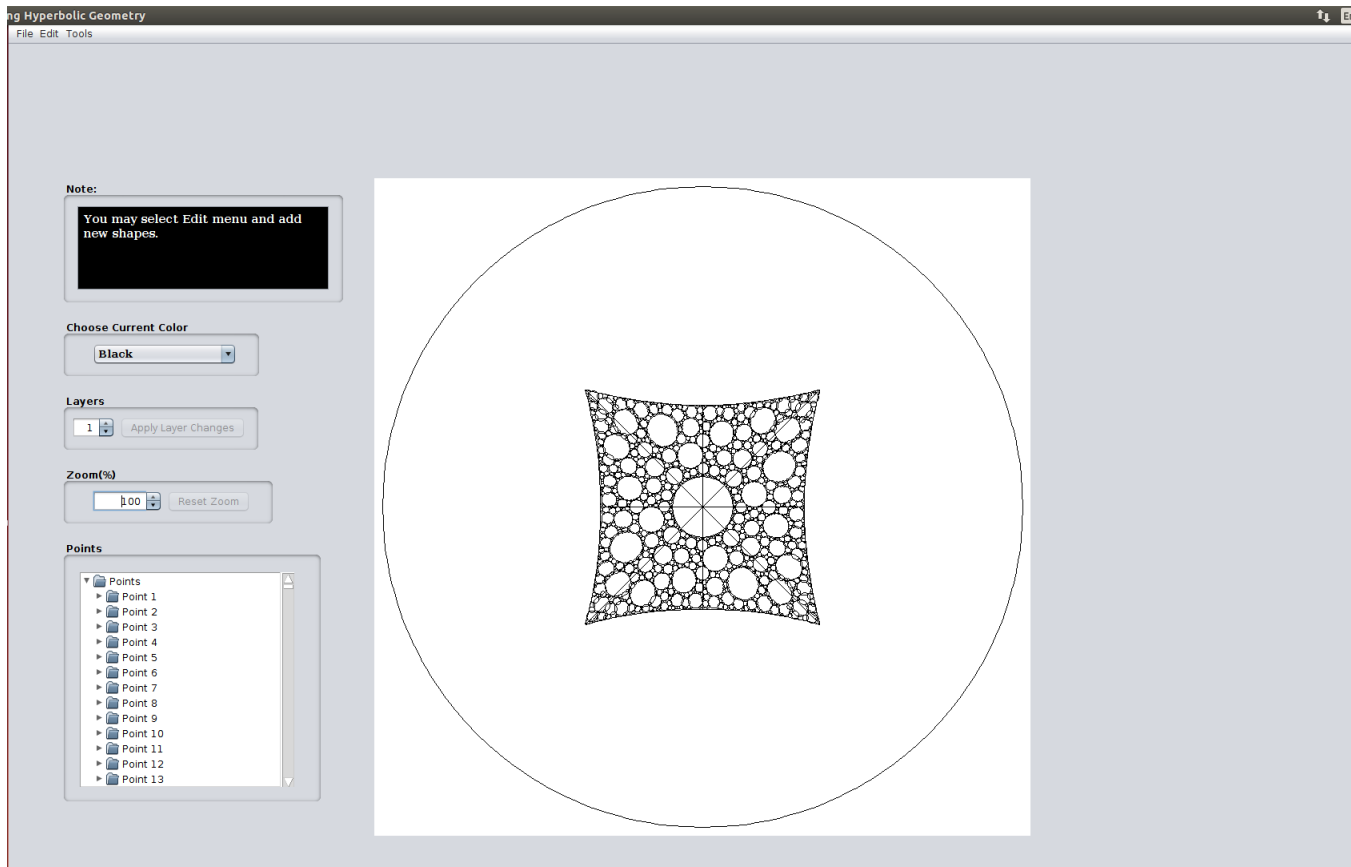 ng Hyperbolic Geometry
File Edit Tools
Note:
You may select Edit menu and add
new shapes.
Choose Current Color
Black
Layers
1 Apply Layer Changes
Zoom(%)
100 Reset Zoom
Points
Points
Point 1
Point 2
Point 3
Point 4
Point 5
Point 6
Point 7
Point 8
Point 9
Point 10
Point 11
Point 12
Point 13